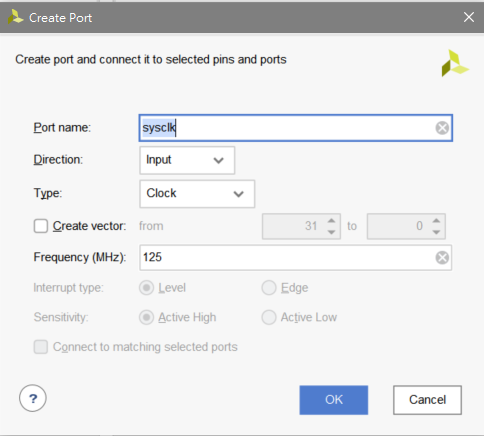 Create Port
Create port and connect it to selected pins and ports
Port name: sysclk
Direction: Input
Type: Clock
Create vector: from 31 to 0
Frequency (MHz): 125
Interrupt type: Level Edge
Sensitivity: Active High Active Low
Connect to matching selected ports
? OK Cancel